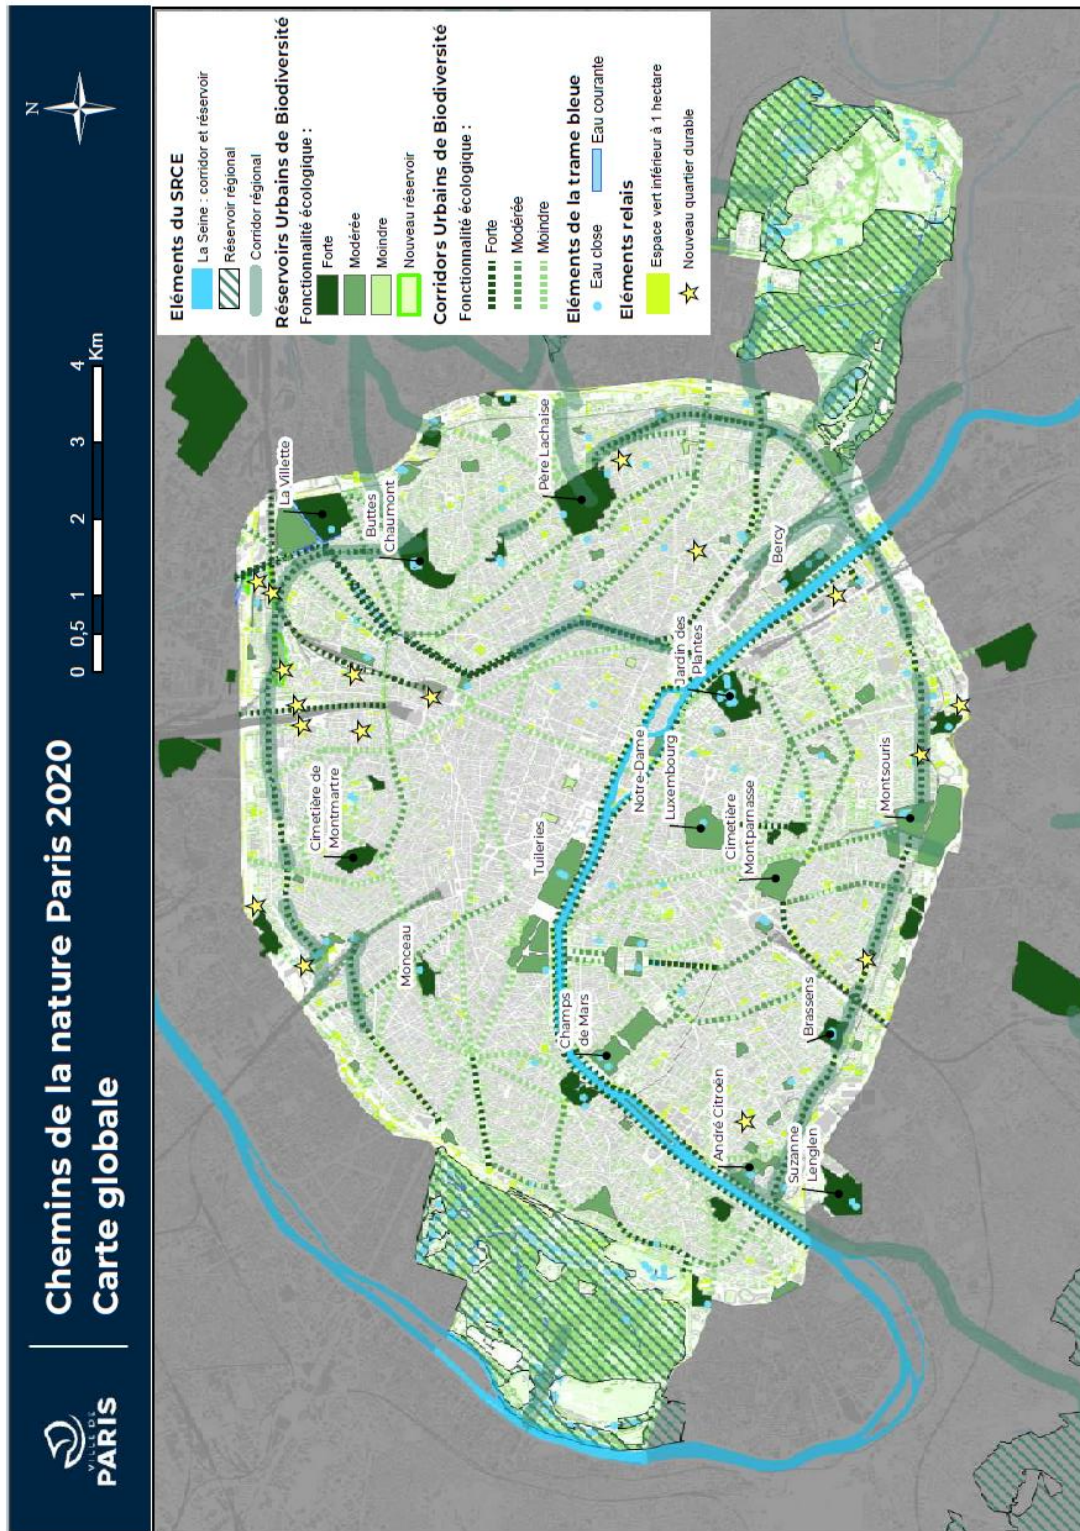 VILLE DE
PARIS
Chemins de la nature Paris 2020
Carte globale
0 0,5 1 2 3 4
Km
N
Eléments du SRCE
La Seine : corridor et réservoir
Réservoir régional
Corridor régional
Réservoirs Urbains de Biodiversité
Fonctionnalité écologique :
Forte
Modérée
Moindre
Nouveau réservoir
Corridors Urbains de Biodiversité
Fonctionnalité écologique :
Forte
Modérée
Moindre
Eléments de la trame bleue
Eau close
Eau courante
Eléments relais
Espace vert inférieur à 1 hectare
Nouveau quartier durable
La Villette
Buttes
Chaumont
Cimetière de
Montmartre
Monceau
Père Lachaise
Tuileries
Champs
de Mars
Notre-Dame
Luxembourg
Jardin des
Plantes
Bercy
Cimetière
Montparnasse
André Citroën
Suzanne
Lenglen
Brassens
Montsouris